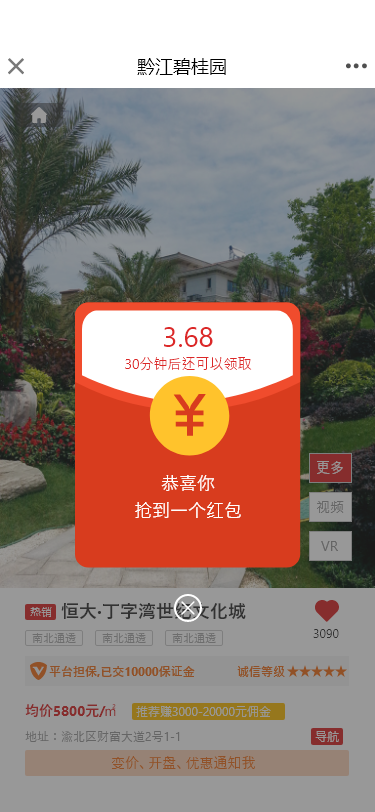 黔江碧桂园
3.68
30分钟后还可以领取
¥
恭喜你
抢到一个红包
更多
视频
VR
热销 恒大·丁字湾世纪文化城
南北通透 南北通透 南北通透
3090
平台担保,已交10000保证金 诚信等级★★★★★
均价5800元/㎡ 推荐赚3000-20000元佣金
地址：渝北区财富大道2号1-1 导航
变价、开盘、优惠通知我